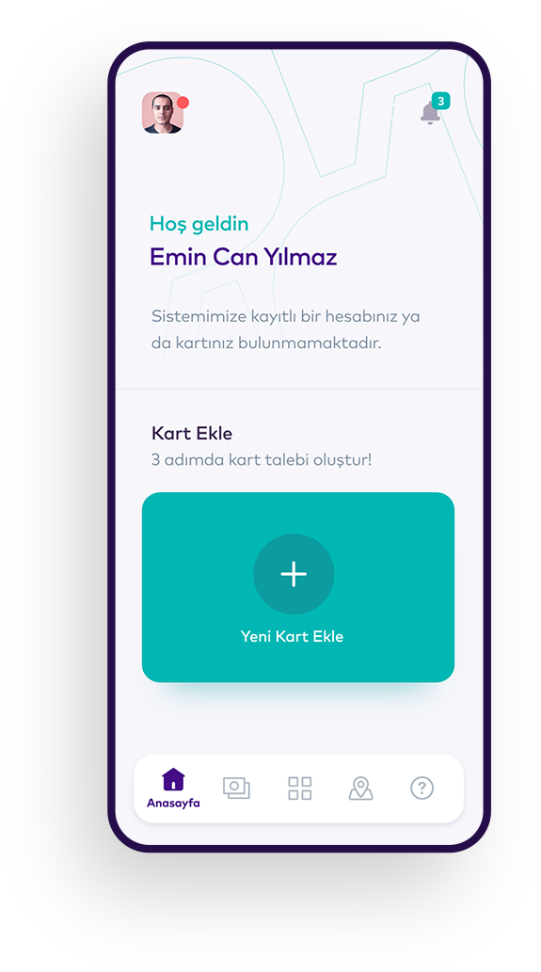 3
Hoş geldin
Emin Can Yılmaz
Sistemimize kayıtlı bir hesabınız ya
da kartınız bulunmamaktadır.
Kart Ekle
3 adımda kart talebi oluştur!
Yeni Kart Ekle
Anasayfa
?